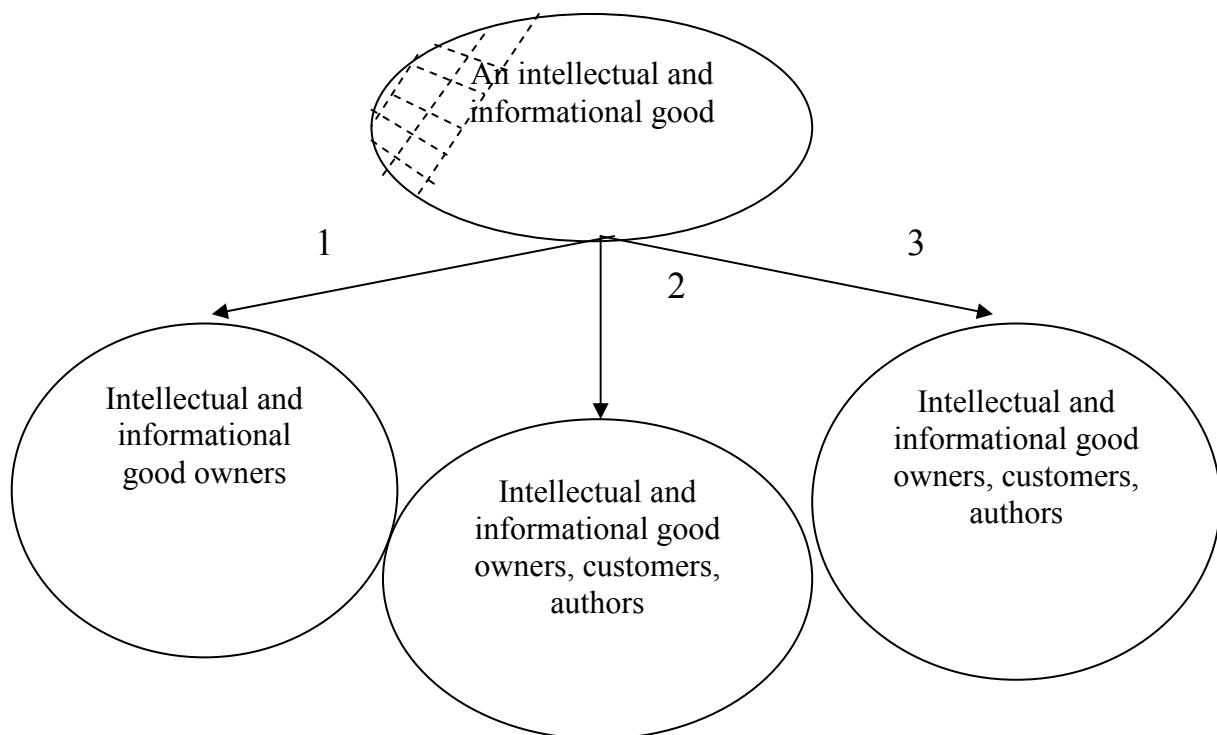 An intellectual and
informational good
1
2
3
Intellectual and
informational
good owners
Intellectual and
informational good
owners, customers,
authors
Intellectual and
informational good
owners, customers,
authors